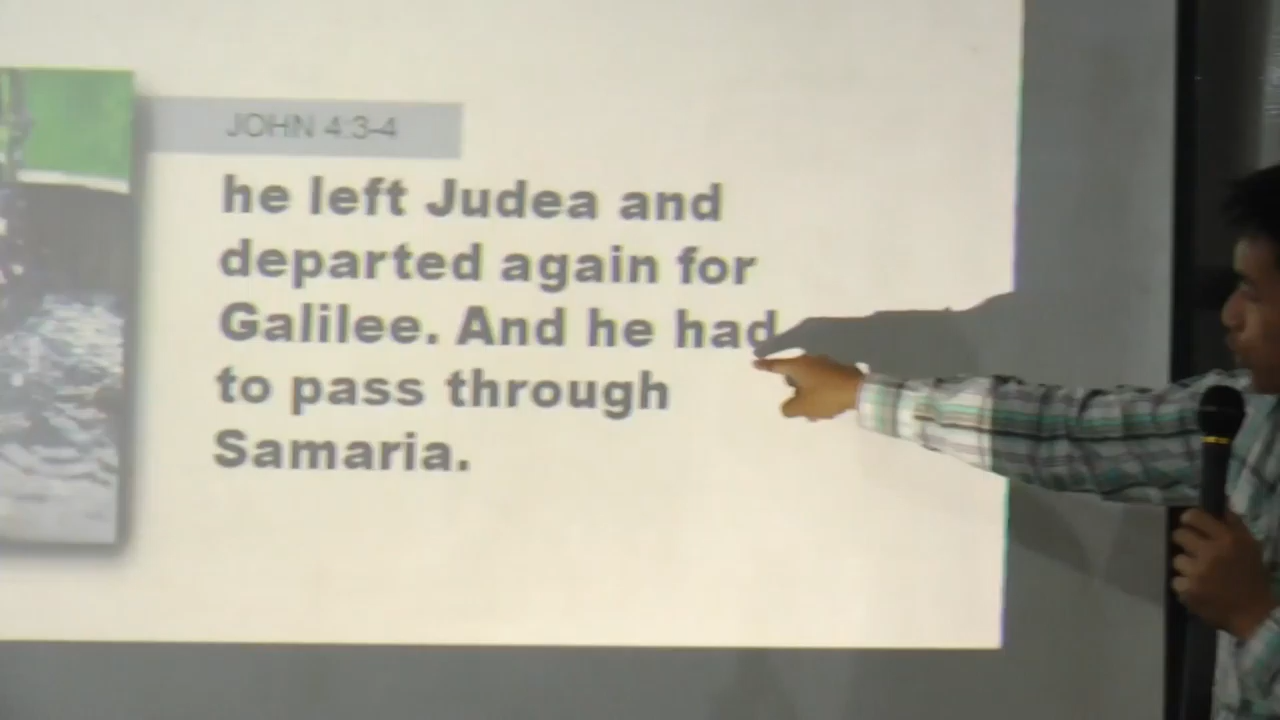 JOHN 4:3-4
he left Judea and
departed again for
Galilee. And he had
to pass through
Samaria.